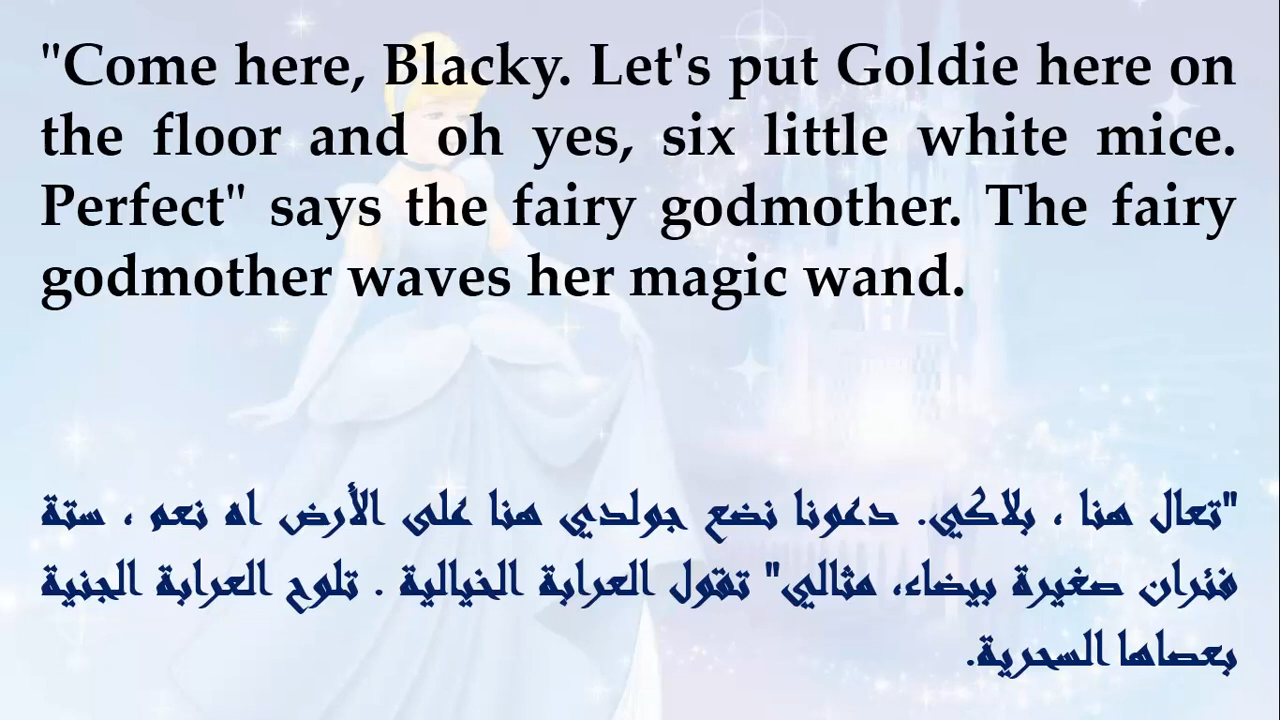 "Come here, Blacky. Let's put Goldie here on
the floor and oh yes, six little white mice.
Perfect" says the fairy godmother. The fairy
godmother waves her magic wand.
"تعال هنا ، بلاكي. دعونا نضع جولدي هنا على الأرض اه نعم ، ستة
فئران صغيرة بيضاء، مثالي" تقول العرابة الخيالية . تلوح العرابة الجنية
بعصاها السحرية.